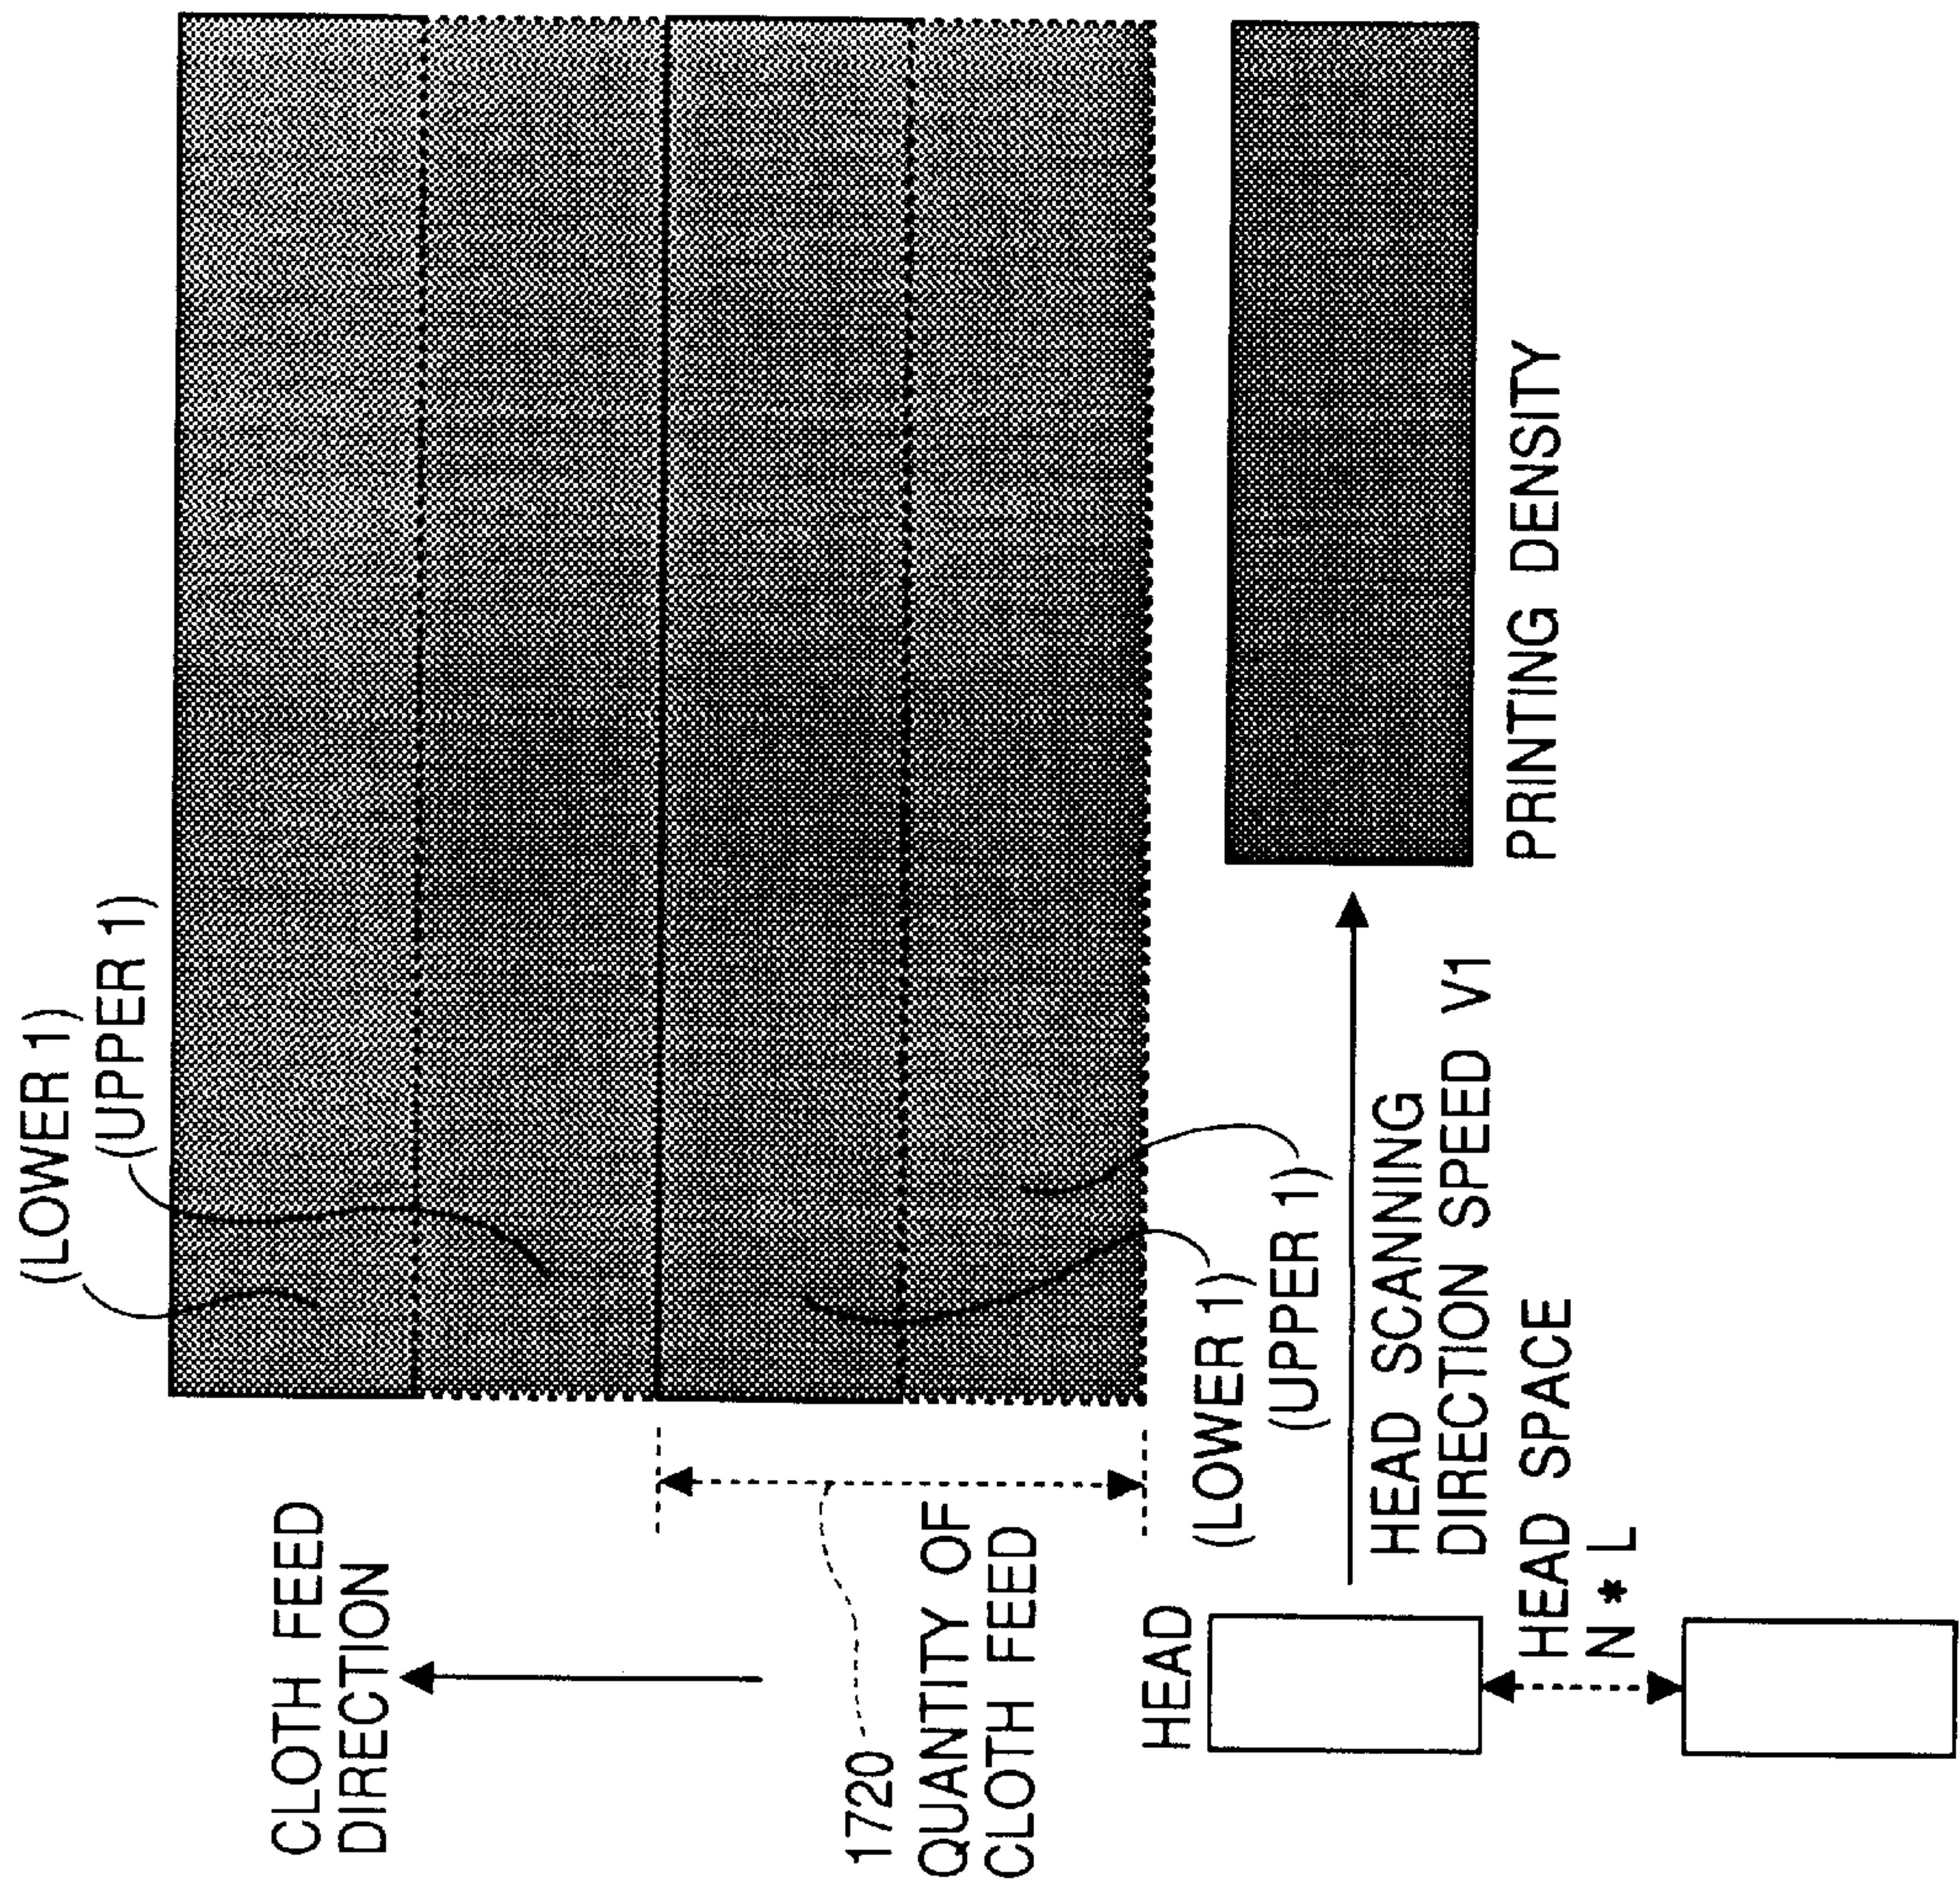 (LOWER 1)
(UPPER 1)
CLOTH FEED
DIRECTION
1720
QUANTITY OF
CLOTH FEED
(LOWER 1)
(UPPER 1)
HEAD
HEAD SCANNING
DIRECTION SPEED V1
HEAD SPACE
N * L
PRINTING DENSITY